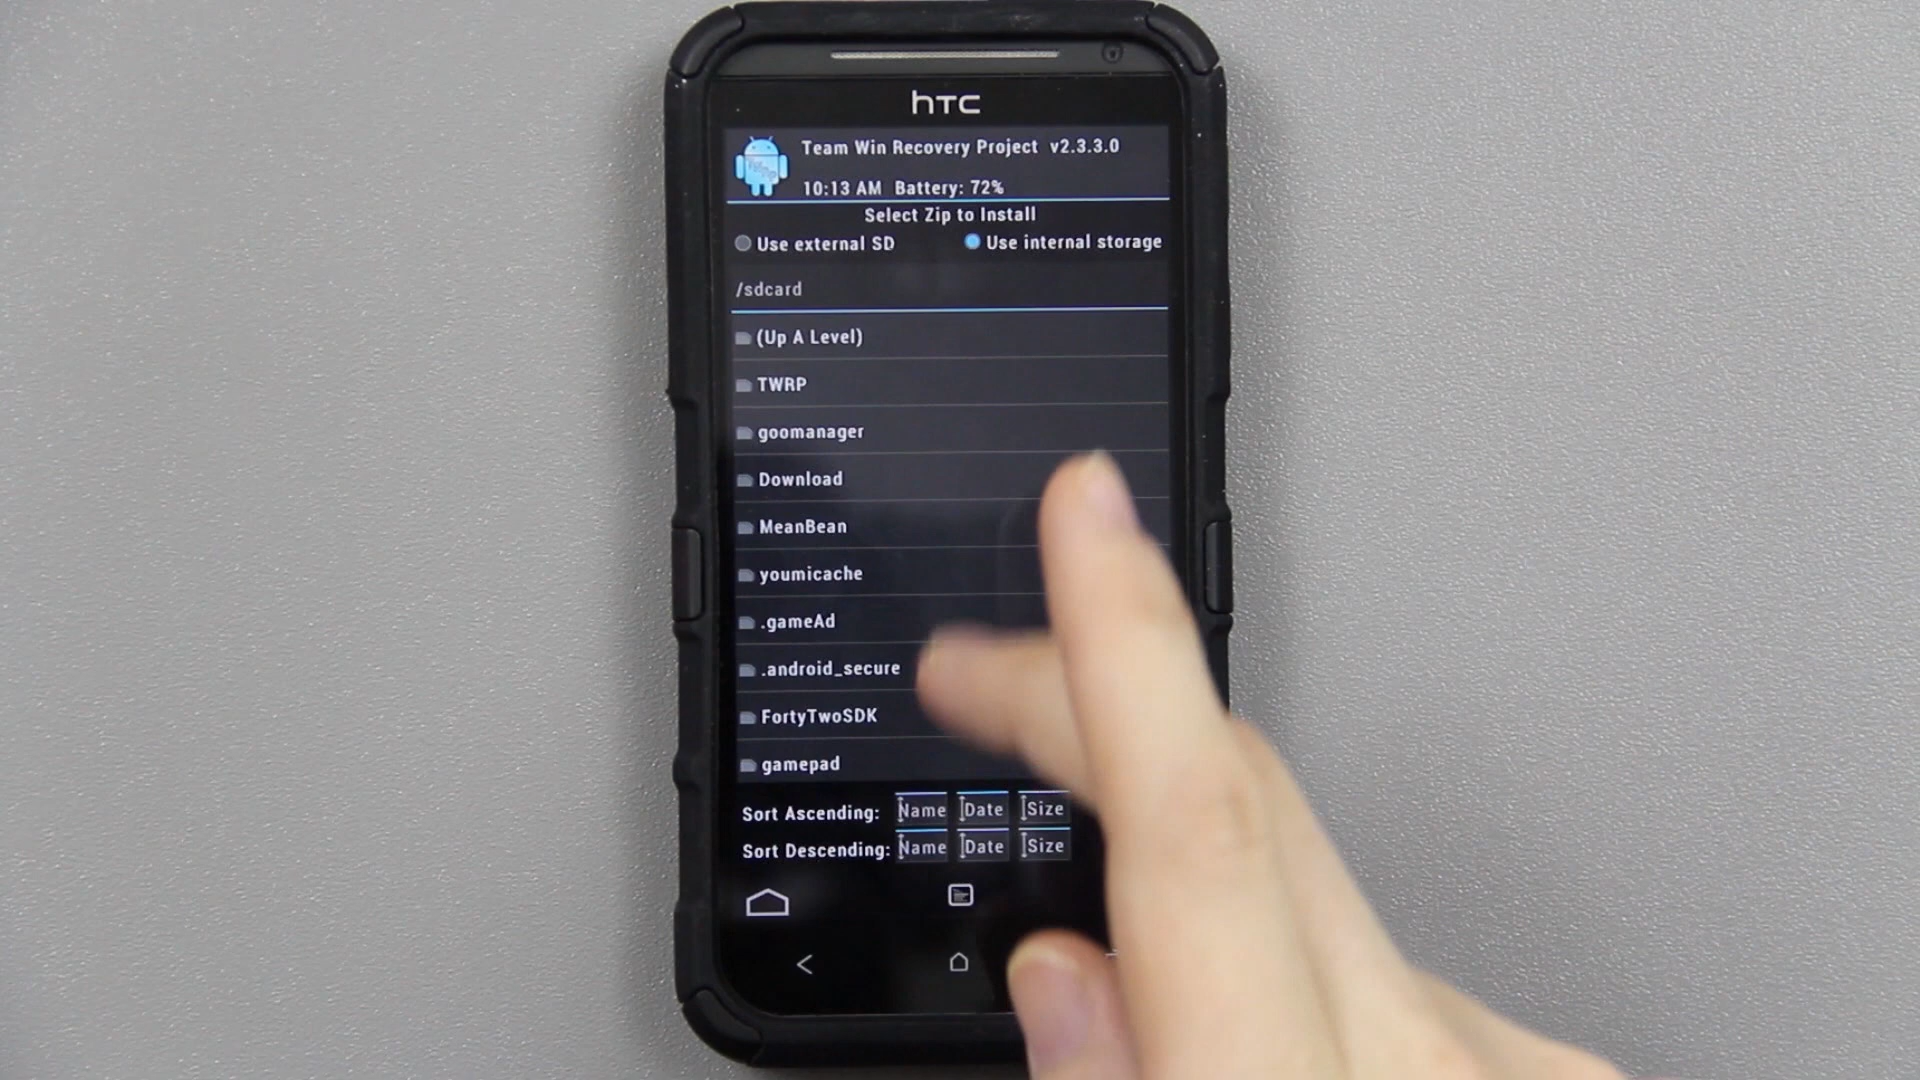 hTC
Team Win Recovery Project v2.3.3.0
10:13 AM Battery: 72%
Select Zip to Install
Use external SD Use internal storage
/sdcard
(Up A Level)
TWRP
goomanager
Download
MeanBean
youmicache
.gameAd
.android_secure
FortyTwoSDK
gamepad
Sort Ascending: Name Date Size
Sort Descending: Name Date Size